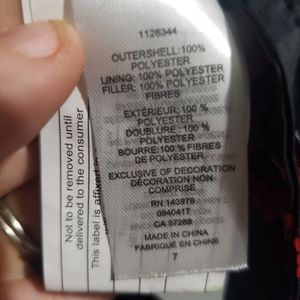 1126344
OUTERSHELL:100%
POLYESTER
LINING: 100% POLYESTER
FILLER: 100% POLYESTER
FIBRES
EXTÉRIEUR: 100 %
POLYESTER
DOUBLURE: 100 %
POLYESTER
BOURRE: 100 % FIBRES
DE POLYESTER
EXCLUSIVE OF DECORATION
DÉCORATION NON
COMPRISE
RN 143978
0940417
CA 57289
MADE IN CHINA
FABRIQUÉ EN CHINE
7
Not to be removed until
delivered to the consumer
This label is affixed